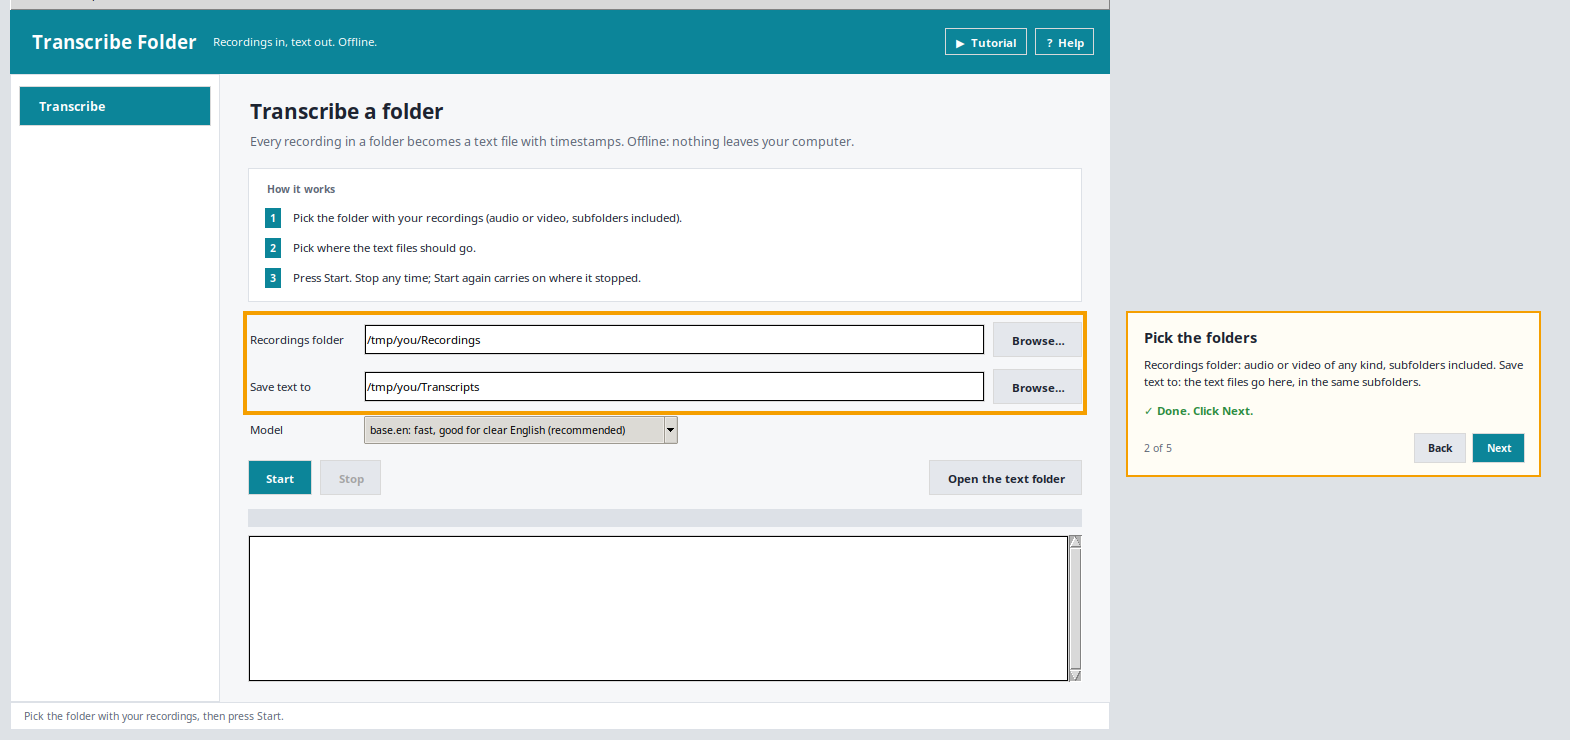 Transcribe Folder
Recordings in, text out. Offline.
▶ Tutorial
? Help
Transcribe
Transcribe a folder
Every recording in a folder becomes a text file with timestamps. Offline: nothing leaves your computer.
How it works
1 Pick the folder with your recordings (audio or video, subfolders included).
2 Pick where the text files should go.
3 Press Start. Stop any time; Start again carries on where it stopped.
Recordings folder /tmp/you/Recordings Browse...
Save text to /tmp/you/Transcripts Browse...
Model base.en: fast, good for clear English (recommended)
Start Stop Open the text folder
Pick the folder with your recordings, then press Start.
Pick the folders
Recordings folder: audio or video of any kind, subfolders included. Save
text to: the text files go here, in the same subfolders.
✓ Done. Click Next.
2 of 5 Back Next